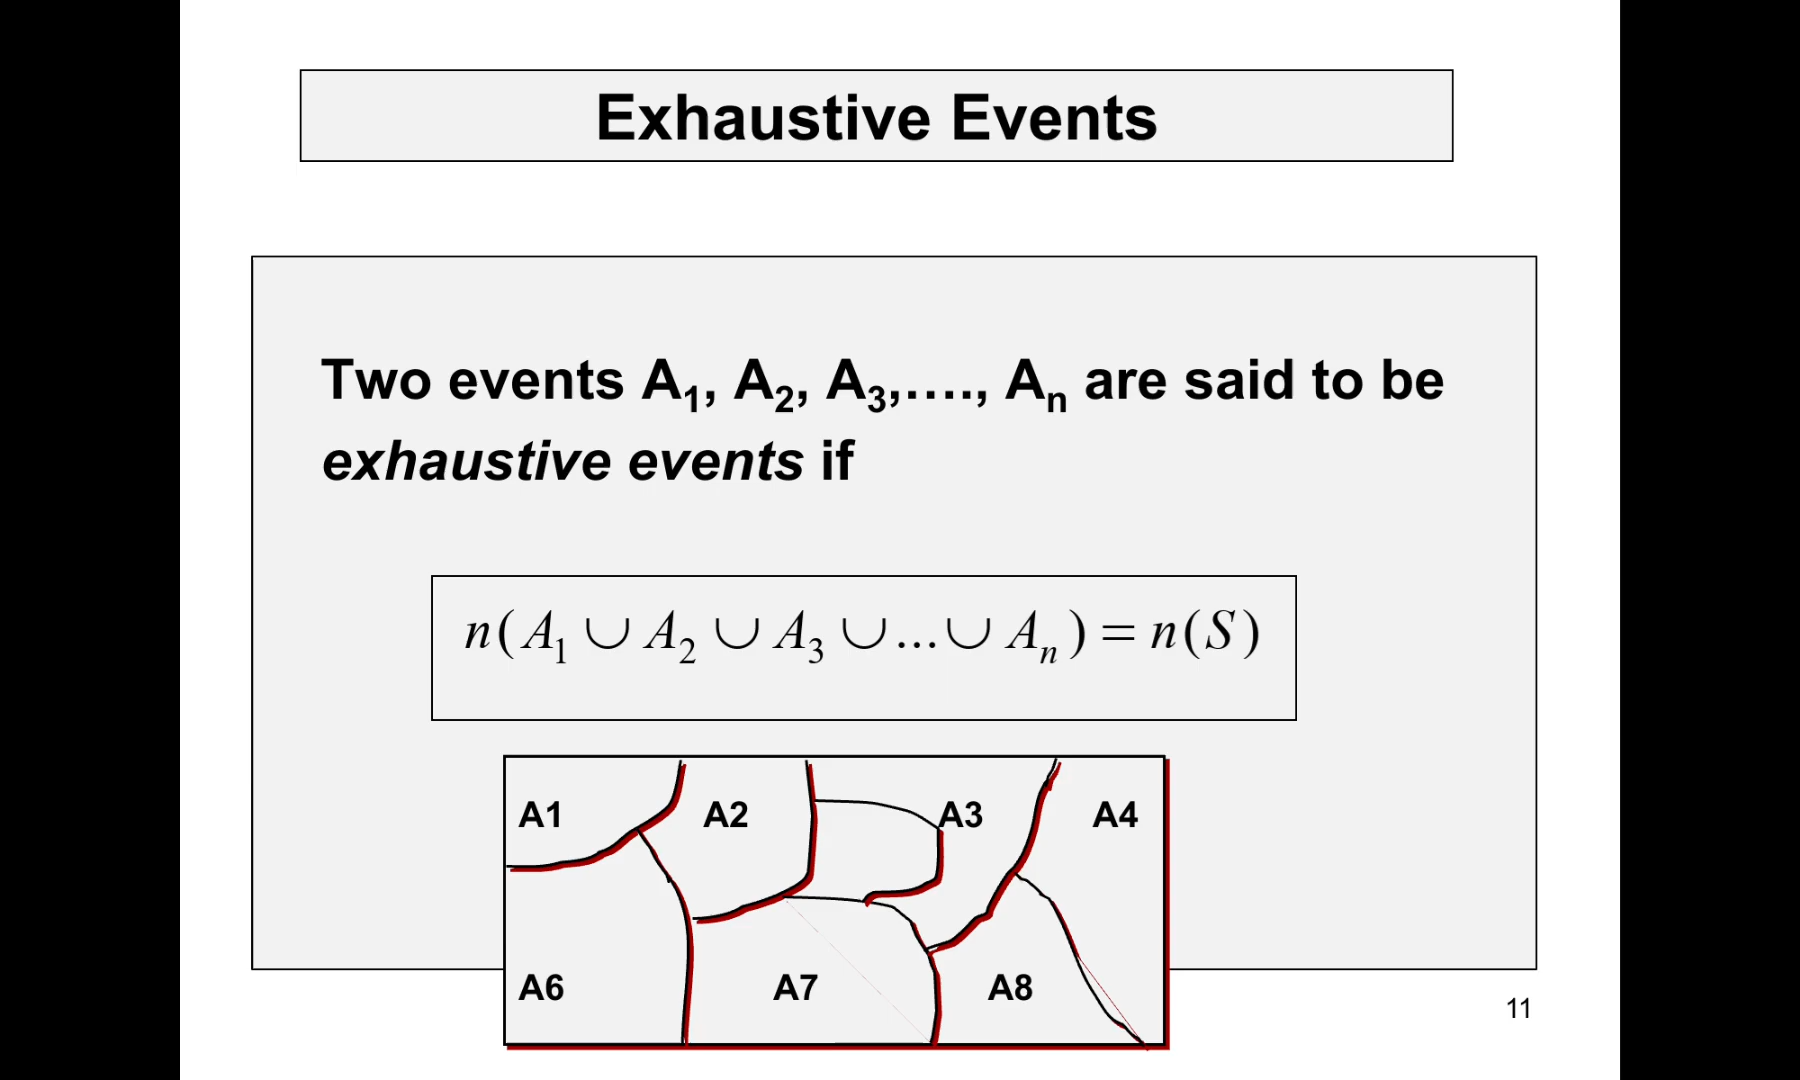 Exhaustive Events
Two events A₁, A₂, A₃,…., Aₙ are said to be
exhaustive events if
n(A₁ ∪ A₂ ∪ A₃ ∪ ... ∪ Aₙ) = n(S)
A1 A2 A3 A4
A6 A7 A8
11